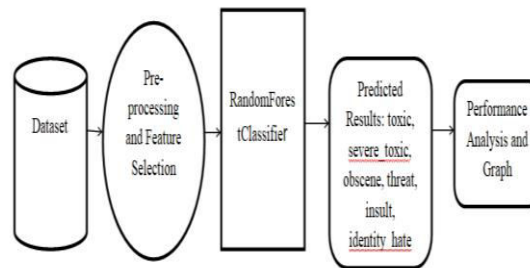 Dataset
Pre-
processing
and Feature
Selection
RandomFores
tClassifier
Predicted
Results: toxic,
severe_toxic,
obscene, threat,
insult,
identity_hate
Performance
Analysis and
Graph